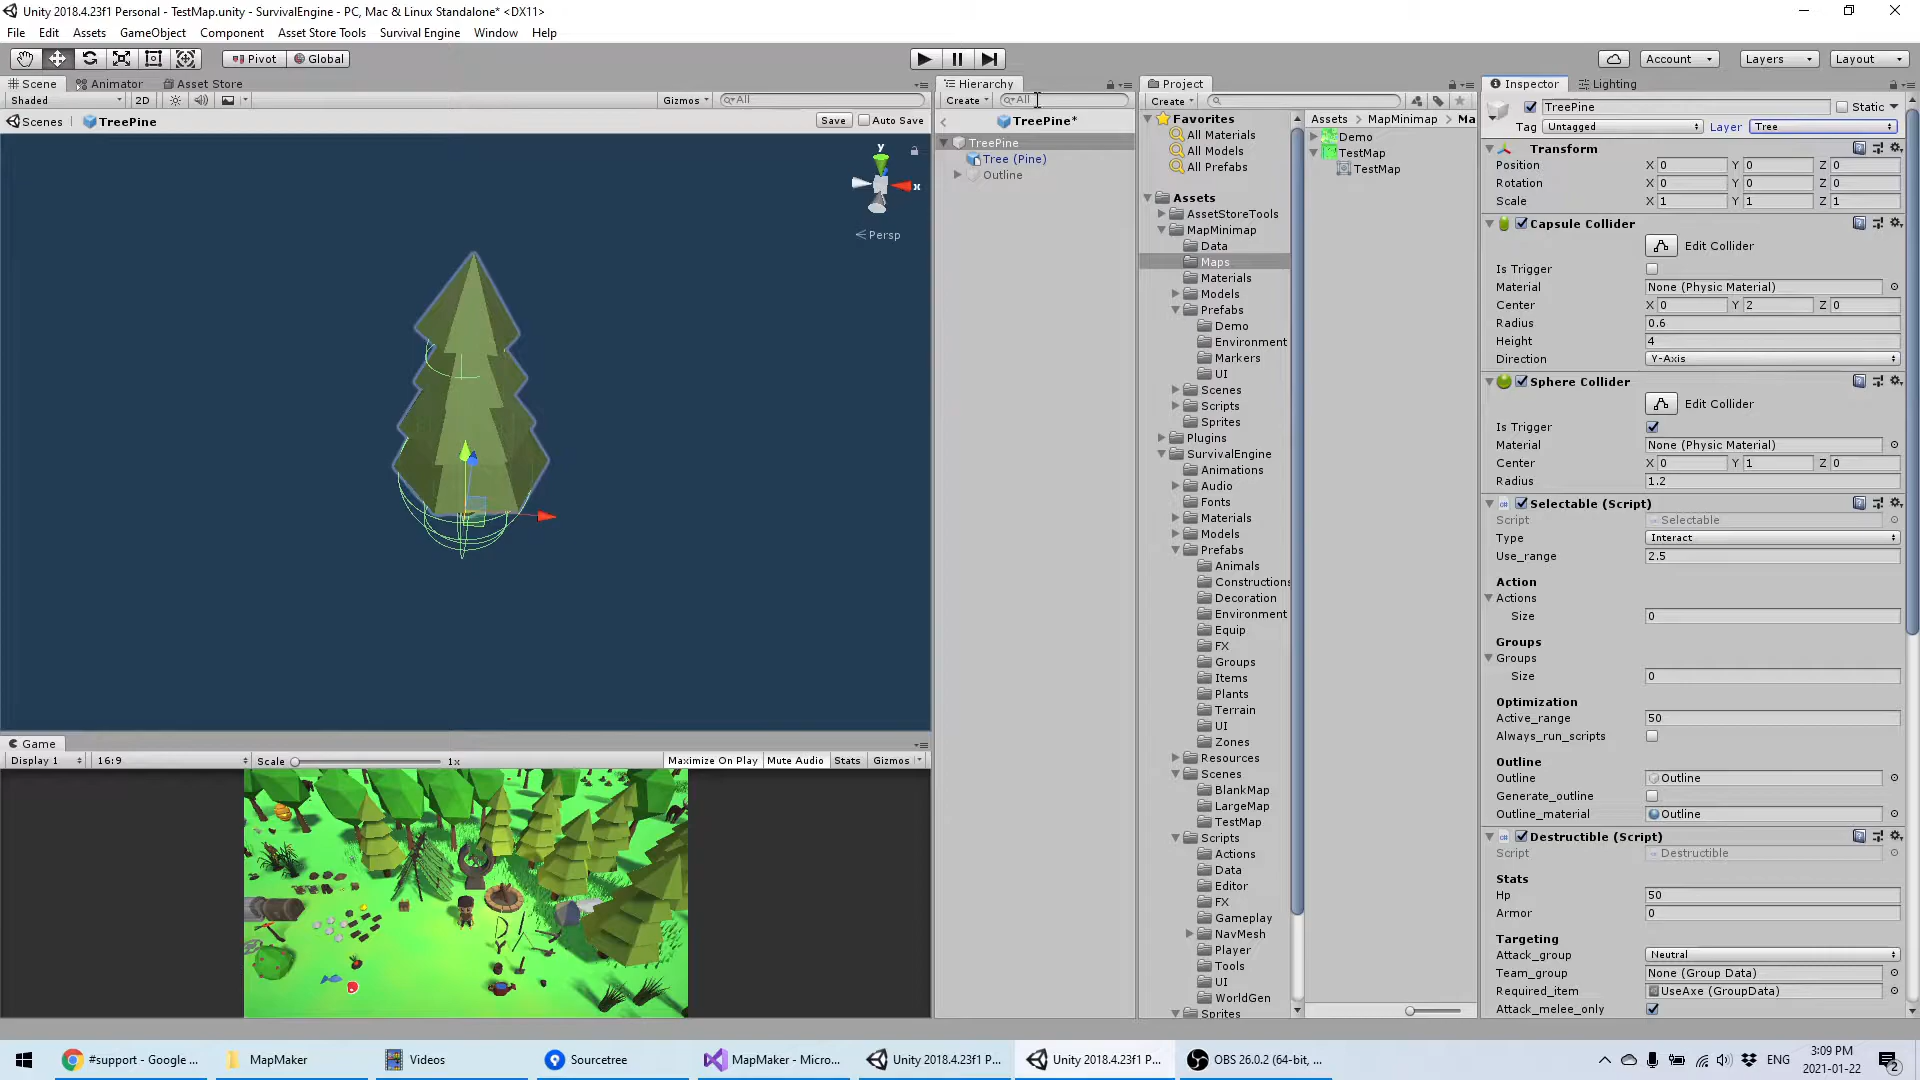 Unity 2018.4.23f1 Personal - TestMap.unity - SurvivalEngine - PC, Mac & Linux Standalone* <DX11>
File Edit Assets GameObject Component Asset Store Tools Survival Engine Window Help
Pivot Global Account Layers Layout
Scene Animator Asset Store
Shaded 2D Gizmos All
Scenes TreePine Save Auto Save
y
x
Persp
Hierarchy
Create All
TreePine*
TreePine
Tree (Pine)
Outline
Project
Create
Favorites
All Materials
All Models
All Prefabs
Assets
AssetStoreTools
MapMinimap
Data
Maps
Materials
Models
Prefabs
Demo
Environment
Markers
UI
Scenes
Scripts
Sprites
Plugins
SurvivalEngine
Animations
Audio
Fonts
Materials
Models
Prefabs
Animals
Constructions
Decoration
Environment
Equip
FX
Groups
Items
Plants
Terrain
UI
Zones
Resources
Scenes
BlankMap
LargeMap
TestMap
Scripts
Actions
Data
Editor
FX
Gameplay
NavMesh
Player
Tools
UI
WorldGen
Sprites
Assets MapMinimap Ma
Demo
TestMap
TestMap
Inspector Lighting
TreePine Static
Tag Untagged Layer Tree
Transform
Position X 0 Y 0 Z 0
Rotation X 0 Y 0 Z 0
Scale X 1 Y 1 Z 1
Capsule Collider
Edit Collider
Is Trigger
Material None (Physic Material)
Center X 0 Y 2 Z 0
Radius 0.6
Height 4
Direction Y-Axis
Sphere Collider
Edit Collider
Is Trigger
Material None (Physic Material)
Center X 0 Y 1 Z 0
Radius 1.2
Selectable (Script)
Script Selectable
Type Interact
Use_range 2.5
Action
Actions
Size 0
Groups
Groups
Size 0
Optimization
Active_range 50
Always_run_scripts
Outline
Outline Outline
Generate_outline
Outline_material Outline
Destructible (Script)
Script Destructible
Stats
Hp 50
Armor 0
Targeting
Attack_group Neutral
Team_group None (Group Data)
Required_item UseAxe (GroupData)
Attack_melee_only
Game
Display 1 16:9 Scale 1x Maximize On Play Mute Audio Stats Gizmos
#support - Google ... MapMaker Videos Sourcetree MapMaker - Micro... Unity 2018.4.23f1 P... Unity 2018.4.23f1 P... OBS 26.0.2 (64-bit, ... ENG
3:09 PM
2021-01-22
2